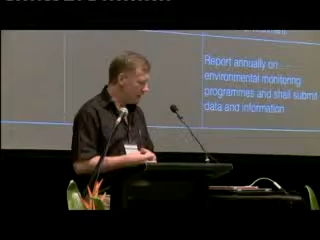 Report annually on
environmental monitoring
programmes and shall submit
data and information